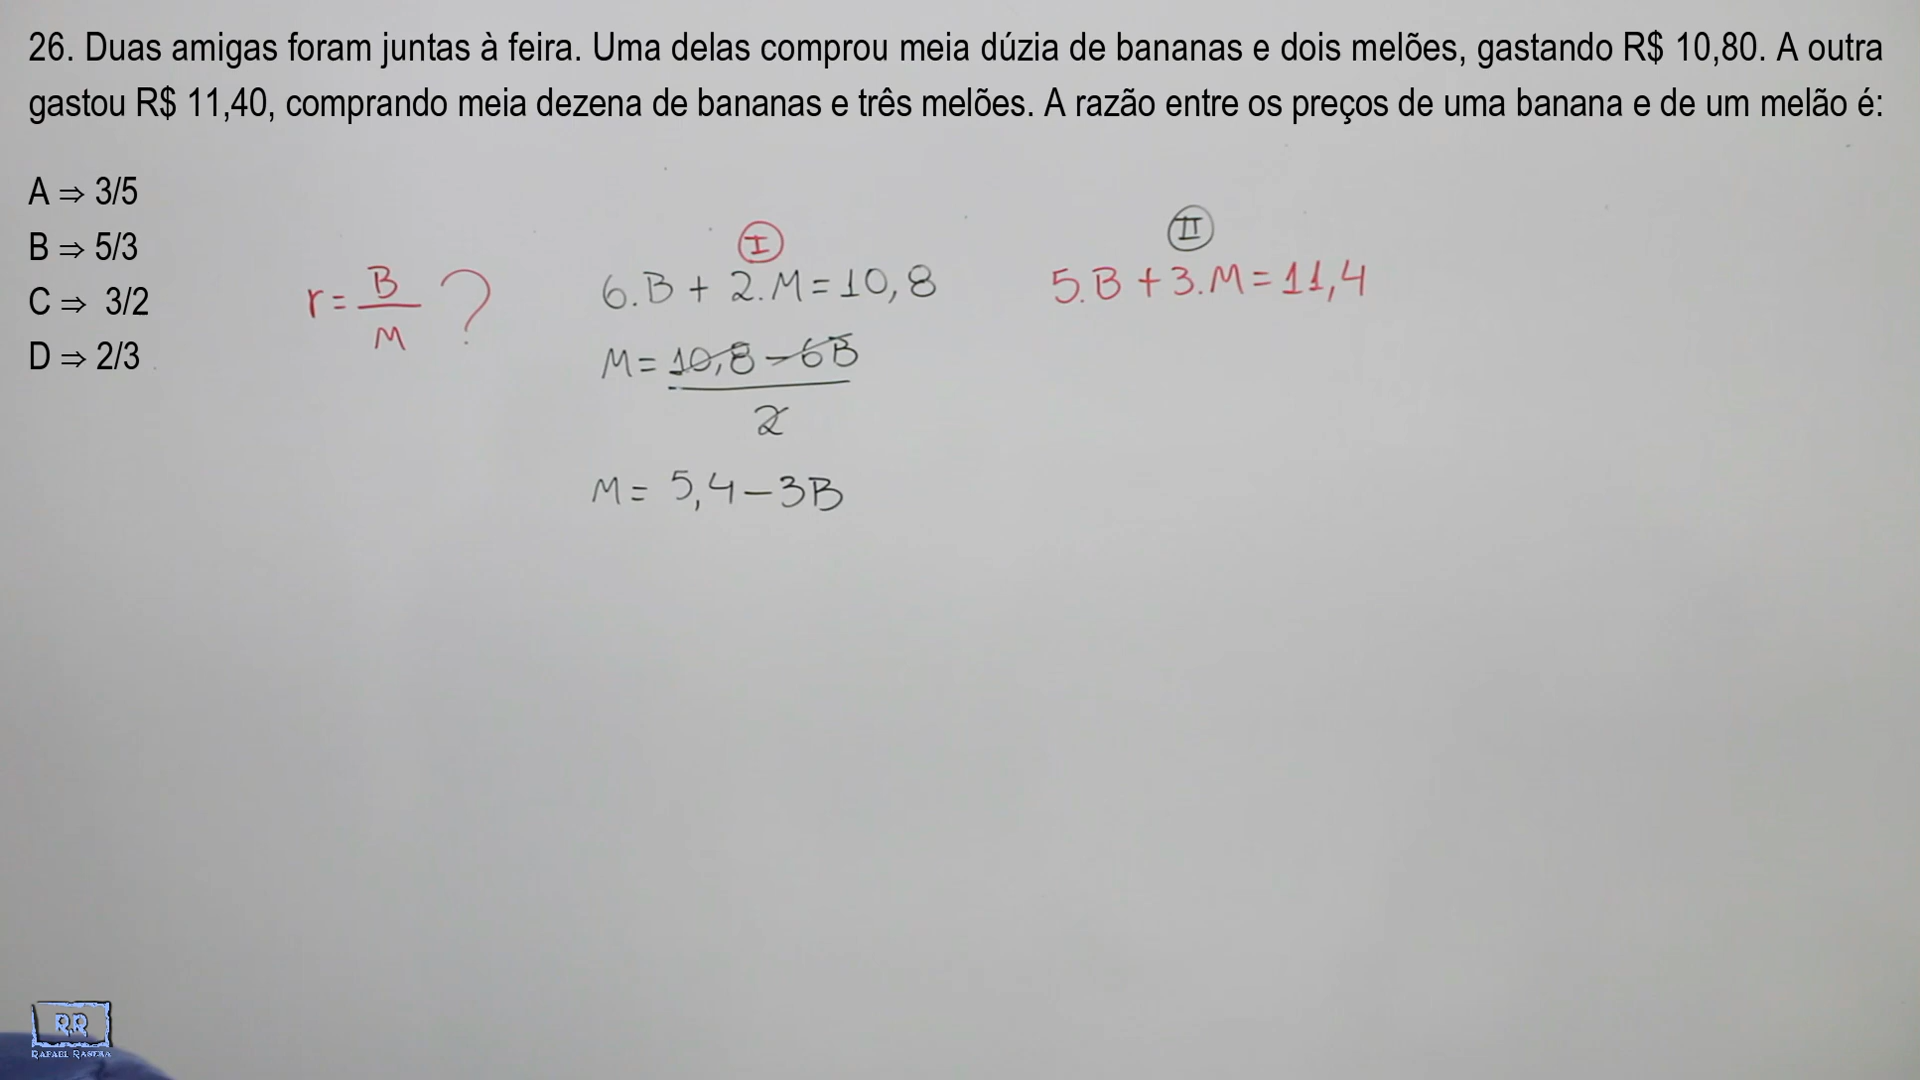 26. Duas amigas foram juntas à feira. Uma delas comprou meia dúzia de bananas e dois melões, gastando R$ 10,80. A outra
gastou R$ 11,40, comprando meia dezena de bananas e três melões. A razão entre os preços de uma banana e de um melão é:
A ⇒ 3/5
B ⇒ 5/3
C ⇒ 3/2
D ⇒ 2/3
r = B/M ?
I
6.B + 2.M = 10,8
M = 10,8 - 6B
2
M = 5,4 - 3B
II
5.B + 3.M = 11,4
RR
RAFAEL RASERA